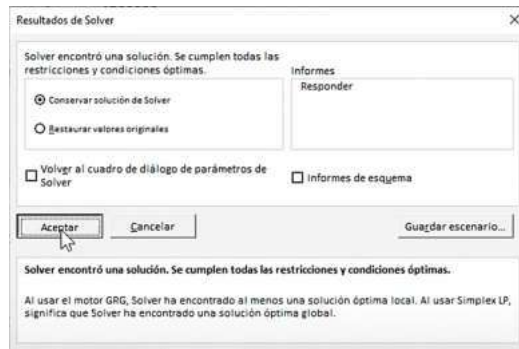 Resultados de Solver
Solver encontró una solución. Se cumplen todas las
restricciones y condiciones óptimas.
Informes
Responder
Conservar solución de Solver
Restaurar valores originales
Volver al cuadro de diálogo de parámetros de
Solver
Informes de esquema
Aceptar
Cancelar
Guardar escenario...
Solver encontró una solución. Se cumplen todas las restricciones y condiciones óptimas.
Al usar el motor GRG, Solver ha encontrado al menos una solución óptima local. Al usar Simplex LP,
significa que Solver ha encontrado una solución óptima global.